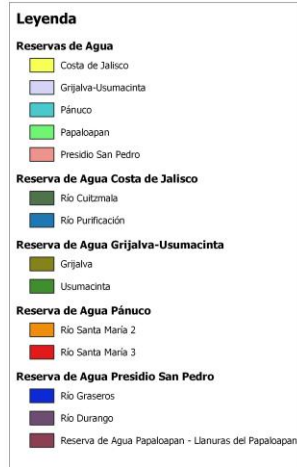 Leyenda
Reservas de Agua
Costa de Jalisco
Grijalva-Usumacinta
Pánuco
Papaloapan
Presidio San Pedro
Reserva de Agua Costa de Jalisco
Río Cuitzmala
Río Purificación
Reserva de Agua Grijalva-Usumacinta
Grijalva
Usumacinta
Reserva de Agua Pánuco
Río Santa María 2
Río Santa María 3
Reserva de Agua Presidio San Pedro
Río Graseros
Río Durango
Reserva de Agua Papaloapan - Llanuras del Papaloapan